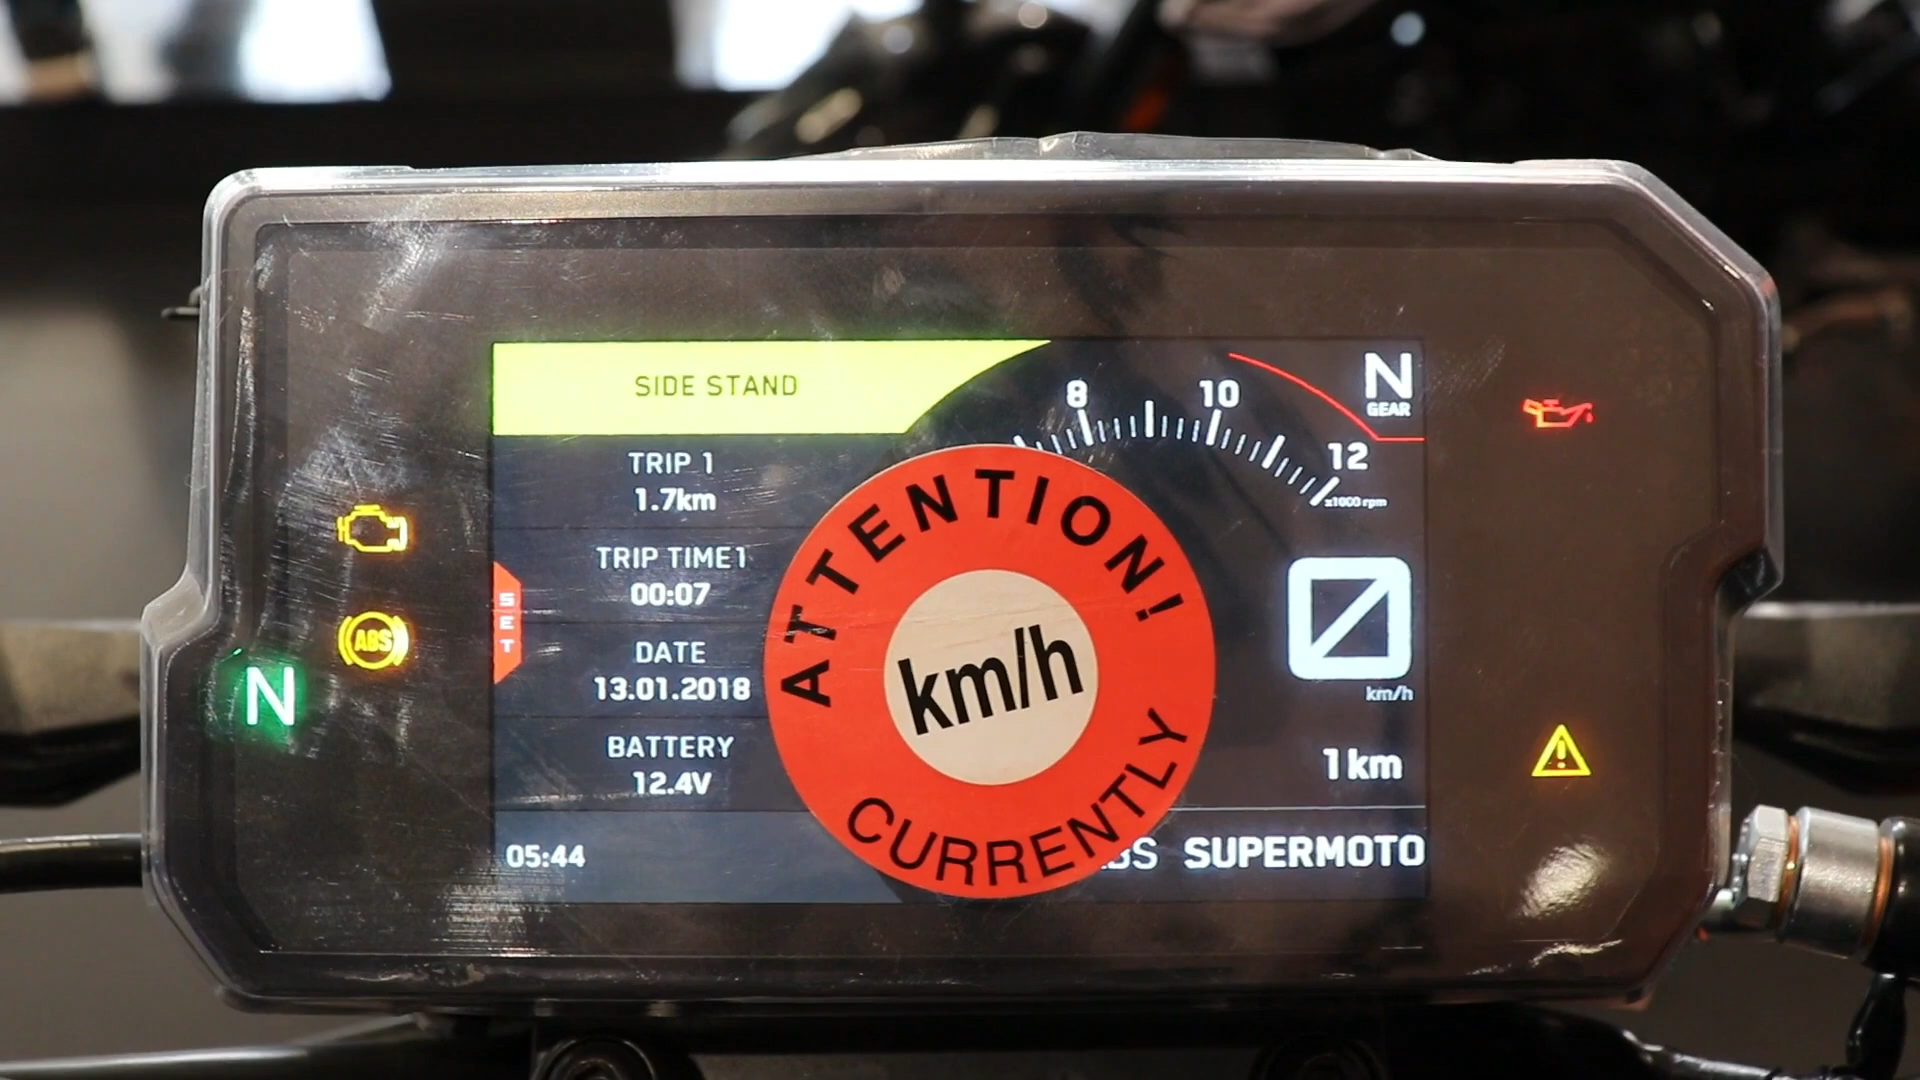 SIDE STAND
8
10
12
x1000 rpm
N
GEAR
TRIP 1
1.7km
TRIP TIME1
00:07
SET
DATE
13.01.2018
BATTERY
12.4V
ATTENTION!
km/h
CURRENTLY
0
km/h
1km
05:44
SUPERMOTO
ABS
N